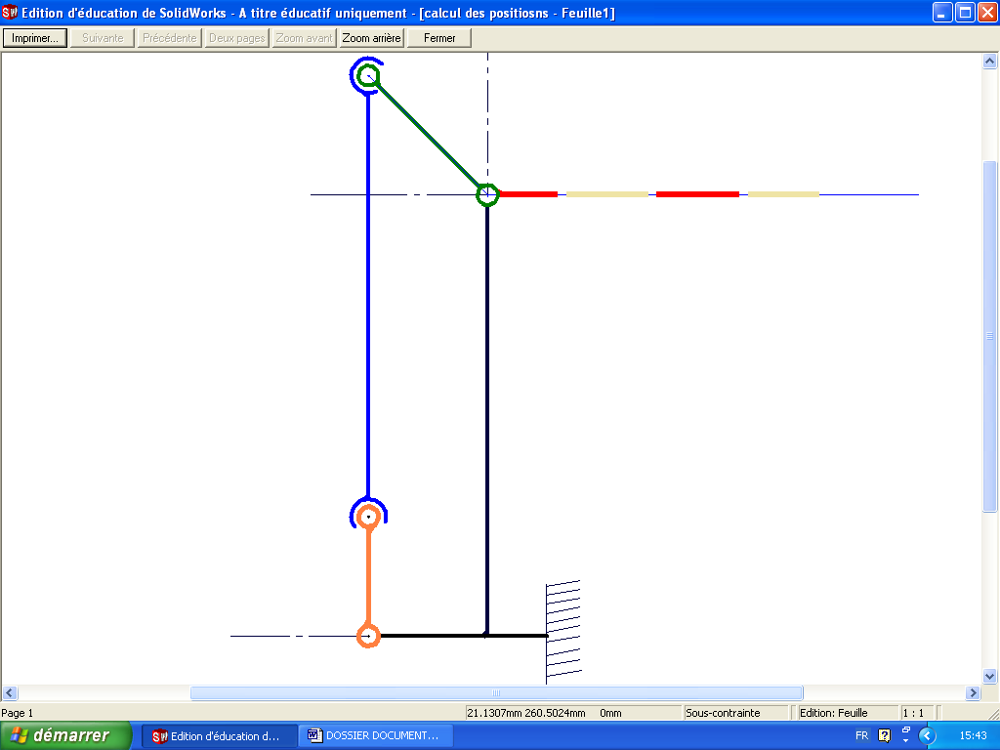 Edition d'éducation de SolidWorks - A titre éducatif uniquement - [calcul des positiosns - Feuille1]
Imprimer... Suivante Précédente Deux pages Zoom avant Zoom arrière Fermer
Page 1 21.1307mm 260.5024mm 0mm Sous-contrainte Edition: Feuille 1 : 1
démarrer SW Edition d'éducation d... DOSSIER DOCUMENT... FR 15:43